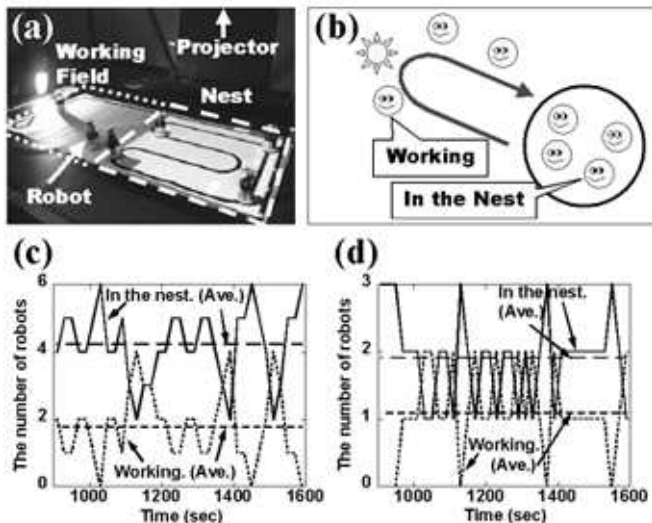 (a)
Projector
Working
Field
Nest
Robot
(b)
Working
In the Nest
(c)
The number of robots
6
4
2
0
In the nest. (Ave.)
Working. (Ave.)
1000 1200 1400 1600
Time (sec)
(d)
The number of robots
3
2
1
0
In the nest.
(Ave.)
Working.
(Ave.)
1000 1200 1400 1600
Time (sec)